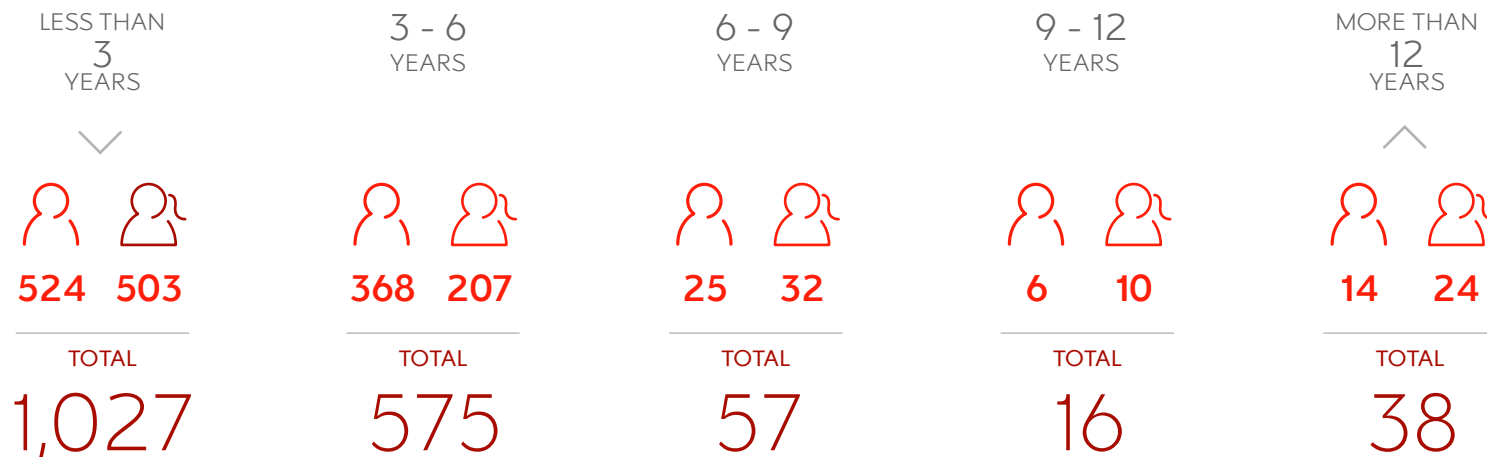 LESS THAN
3
YEARS
3 - 6
YEARS
6 - 9
YEARS
9 - 12
YEARS
MORE THAN
12
YEARS
524 503
368 207
25 32
6 10
14 24
TOTAL
1,027
TOTAL
575
TOTAL
57
TOTAL
16
TOTAL
38